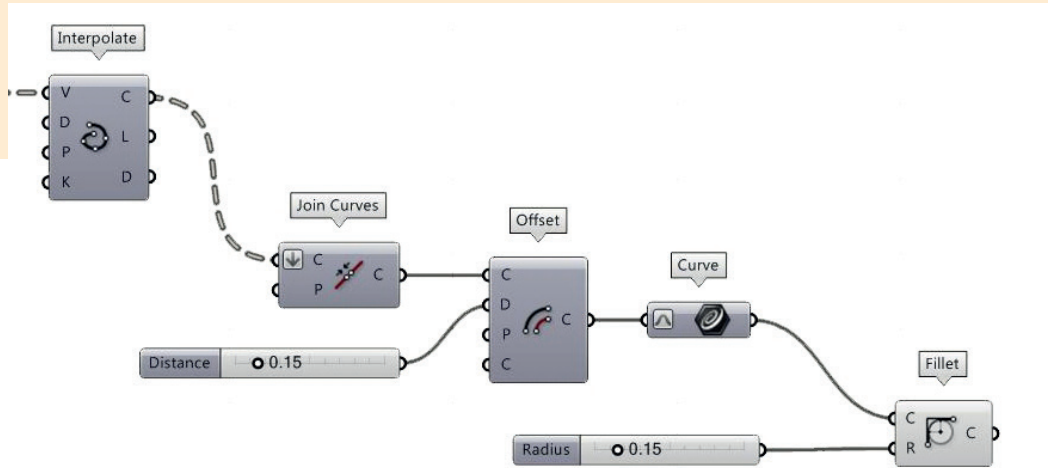 Interpolate
V
D
P
K
C
L
D
Join Curves
C
P
C
Offset
C
D
P
C
C
Distance 0.15
Curve
Fillet
C
R
C
Radius 0.15